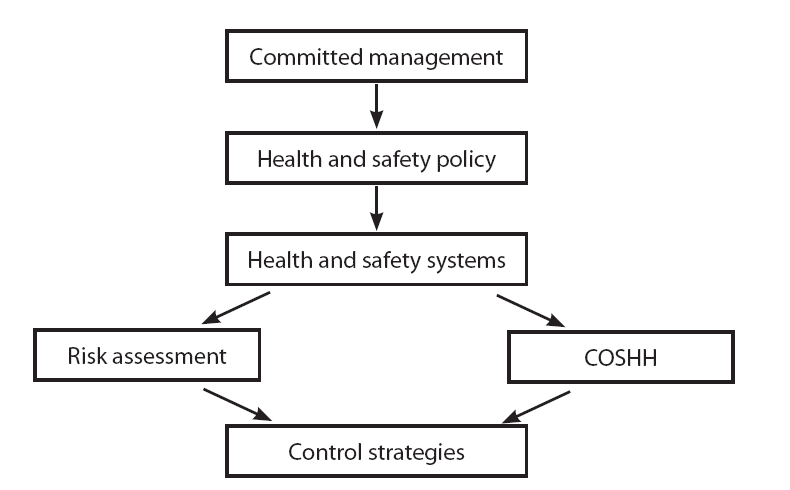 Committed management
Health and safety policy
Health and safety systems
Risk assessment
COSHH
Control strategies